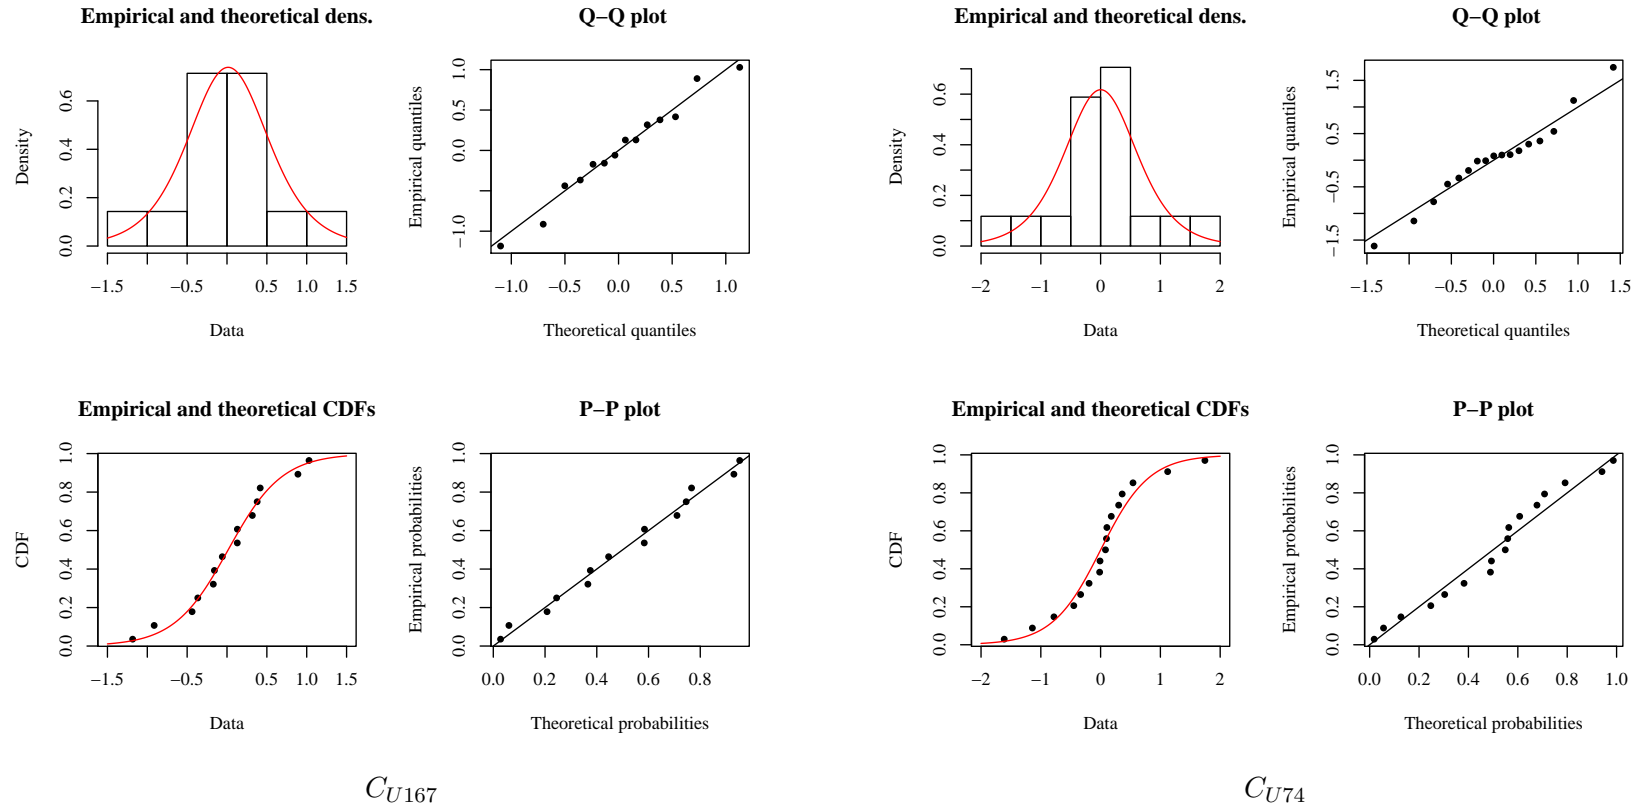 Empirical and theoretical dens.
Density
0.0 0.2 0.4 0.6
−1.5 −0.5 0.5 1.0 1.5
Data
Q−Q plot
Empirical quantiles
−1.0 0.0 0.5 1.0
−1.0 −0.5 0.0 0.5 1.0
Theoretical quantiles
Empirical and theoretical dens.
Density
0.0 0.2 0.4 0.6
−2 −1 0 1 2
Data
Q−Q plot
Empirical quantiles
−1.5 −0.5 0.5 1.5
−1.5 −0.5 0.0 0.5 1.0 1.5
Theoretical quantiles
Empirical and theoretical CDFs
CDF
0.0 0.2 0.4 0.6 0.8 1.0
−1.5 −0.5 0.5 1.0 1.5
Data
P−P plot
Empirical probabilities
0.0 0.2 0.4 0.6 0.8 1.0
0.0 0.2 0.4 0.6 0.8
Theoretical probabilities
Empirical and theoretical CDFs
CDF
0.0 0.2 0.4 0.6 0.8 1.0
−2 −1 0 1 2
Data
P−P plot
Empirical probabilities
0.0 0.2 0.4 0.6 0.8 1.0
0.0 0.2 0.4 0.6 0.8 1.0
Theoretical probabilities
C_{U167}
C_{U74}